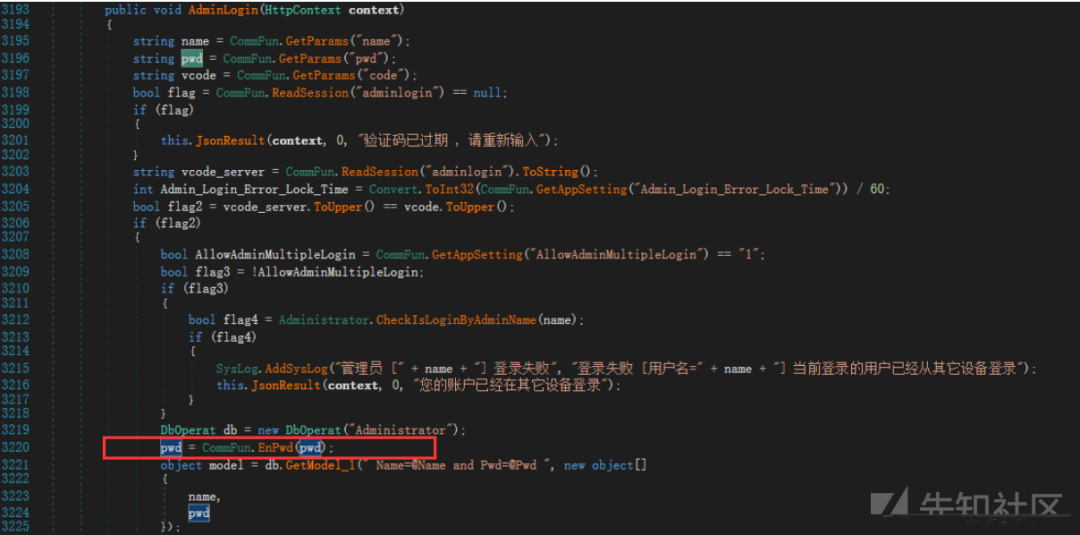 3193 public void AdminLogin(HttpContext context)
3194 {
3195 string name = CommFun.GetParams("name");
3196 string pwd = CommFun.GetParams("pwd");
3197 string vcode = CommFun.GetParams("code");
3198 bool flag = CommFun.ReadSession("adminlogin") == null;
3199 if (flag)
3200 {
3201 this.JsonResult(context, 0, "验证码已过期 ，请重新输入");
3202 }
3203 string vcode_server = CommFun.ReadSession("adminlogin").ToString();
3204 int Admin_Login_Error_Lock_Time = Convert.ToInt32(CommFun.GetAppSetting("Admin_Login_Error_Lock_Time")) / 60;
3205 bool flag2 = vcode_server.ToUpper() == vcode.ToUpper();
3206 if (flag2)
3207 {
3208 bool AllowAdminMultipleLogin = CommFun.GetAppSetting("AllowAdminMultipleLogin") == "1";
3209 bool flag3 = !AllowAdminMultipleLogin;
3210 if (flag3)
3211 {
3212 bool flag4 = Administrator.CheckIsLoginByAdminName(name);
3213 if (flag4)
3214 {
3215 SysLog.AddSysLog("管理员 [" + name + "] 登录失败", "登录失败 [用户名=" + name + "] 当前登录的用户已经从其它设备登录");
3216 this.JsonResult(context, 0, "您的账户已经在其它设备登录");
3217 }
3218 }
3219 DbOperat db = new DbOperat("Administrator");
3220 pwd = CommFun.EnPwd(pwd);
3221 object model = db.GetModel_1(" Name=@Name and Pwd=@Pwd ", new object[]
3222 {
3223 name,
3224 pwd
3225 });
先知社区